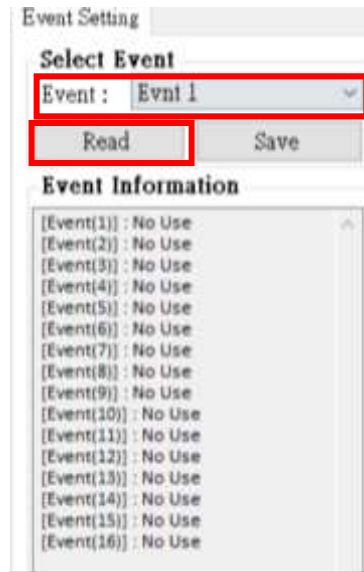 Event Setting
Select Event
Event : Evnt 1
Read Save
Event Information
[Event(1)] : No Use
[Event(2)] : No Use
[Event(3)] : No Use
[Event(4)] : No Use
[Event(5)] : No Use
[Event(6)] : No Use
[Event(7)] : No Use
[Event(8)] : No Use
[Event(9)] : No Use
[Event(10)] : No Use
[Event(11)] : No Use
[Event(12)] : No Use
[Event(13)] : No Use
[Event(14)] : No Use
[Event(15)] : No Use
[Event(16)] : No Use